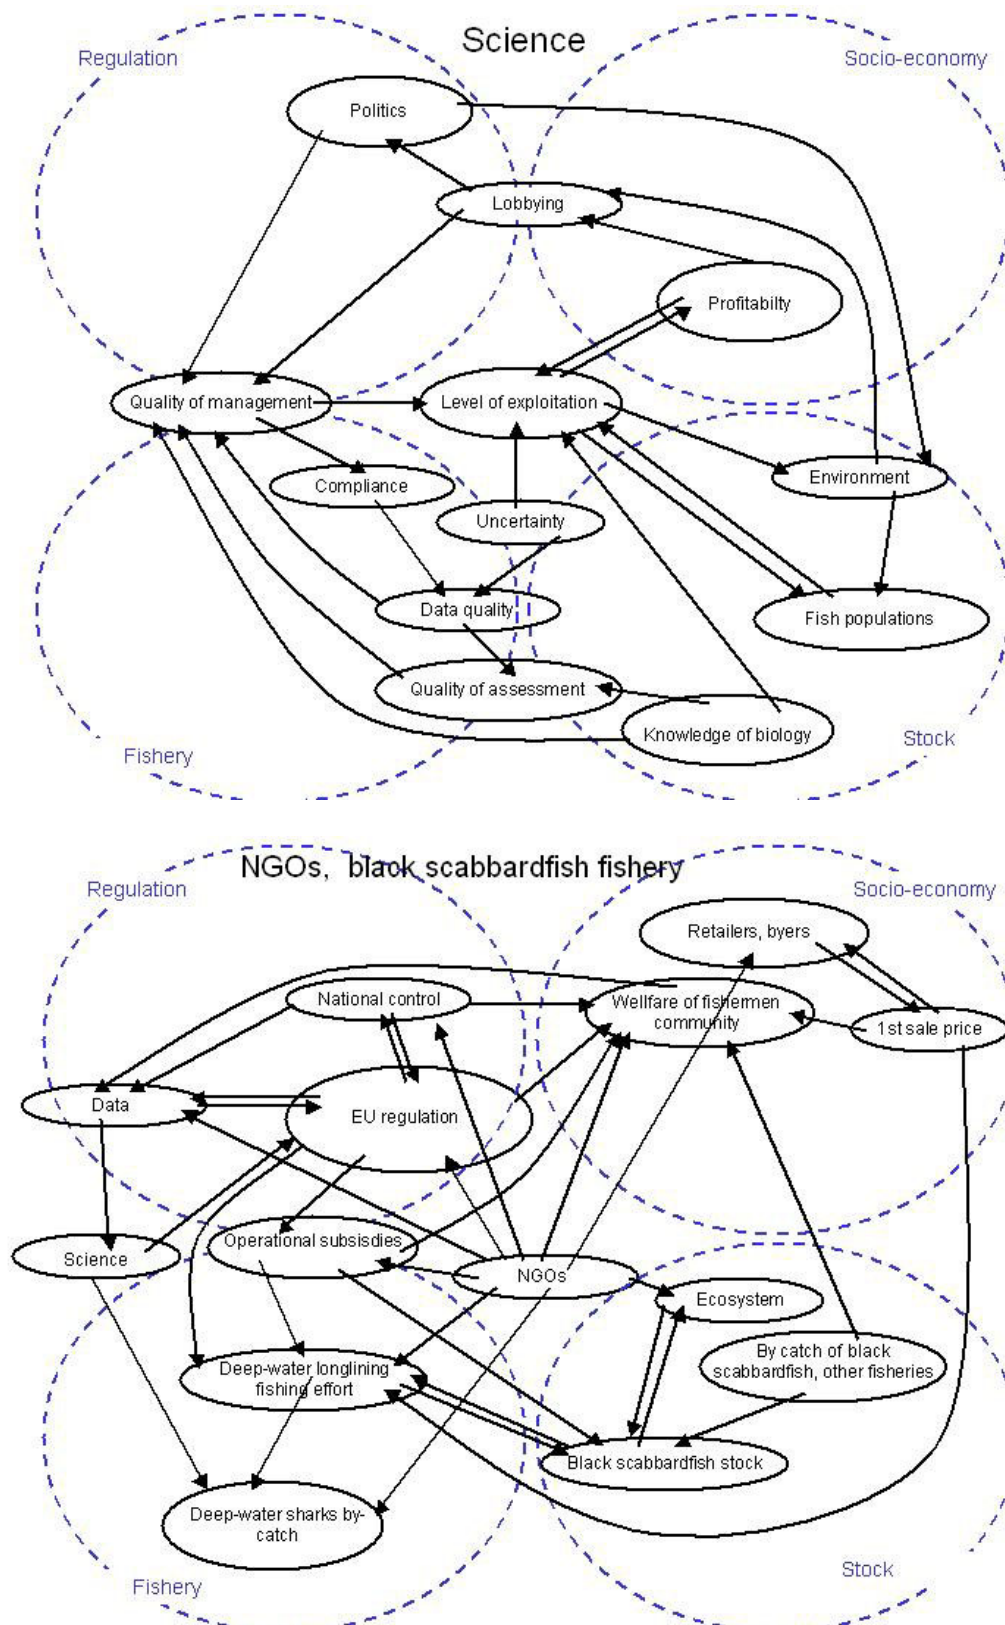 Science
Regulation
Socio-economy
Politics
Lobbying
Profitabilty
Quality of management
Level of exploitation
Compliance
Environment
Uncertainty
Data quality
Fish populations
Quality of assessment
Knowledge of biology
Fishery
Stock
NGOs, black scabbardfish fishery
Regulation
Socio-economy
Retailers, byers
National control
Wellfare of fishermen
community
1st sale price
Data
EU regulation
Operational subsisdies
Science
NGOs
Ecosystem
By catch of black
scabbardfish, other fisheries
Deep-water longlining
fishing effort
Black scabbardfish stock
Deep-water sharks by-
catch
Stock
Fishery